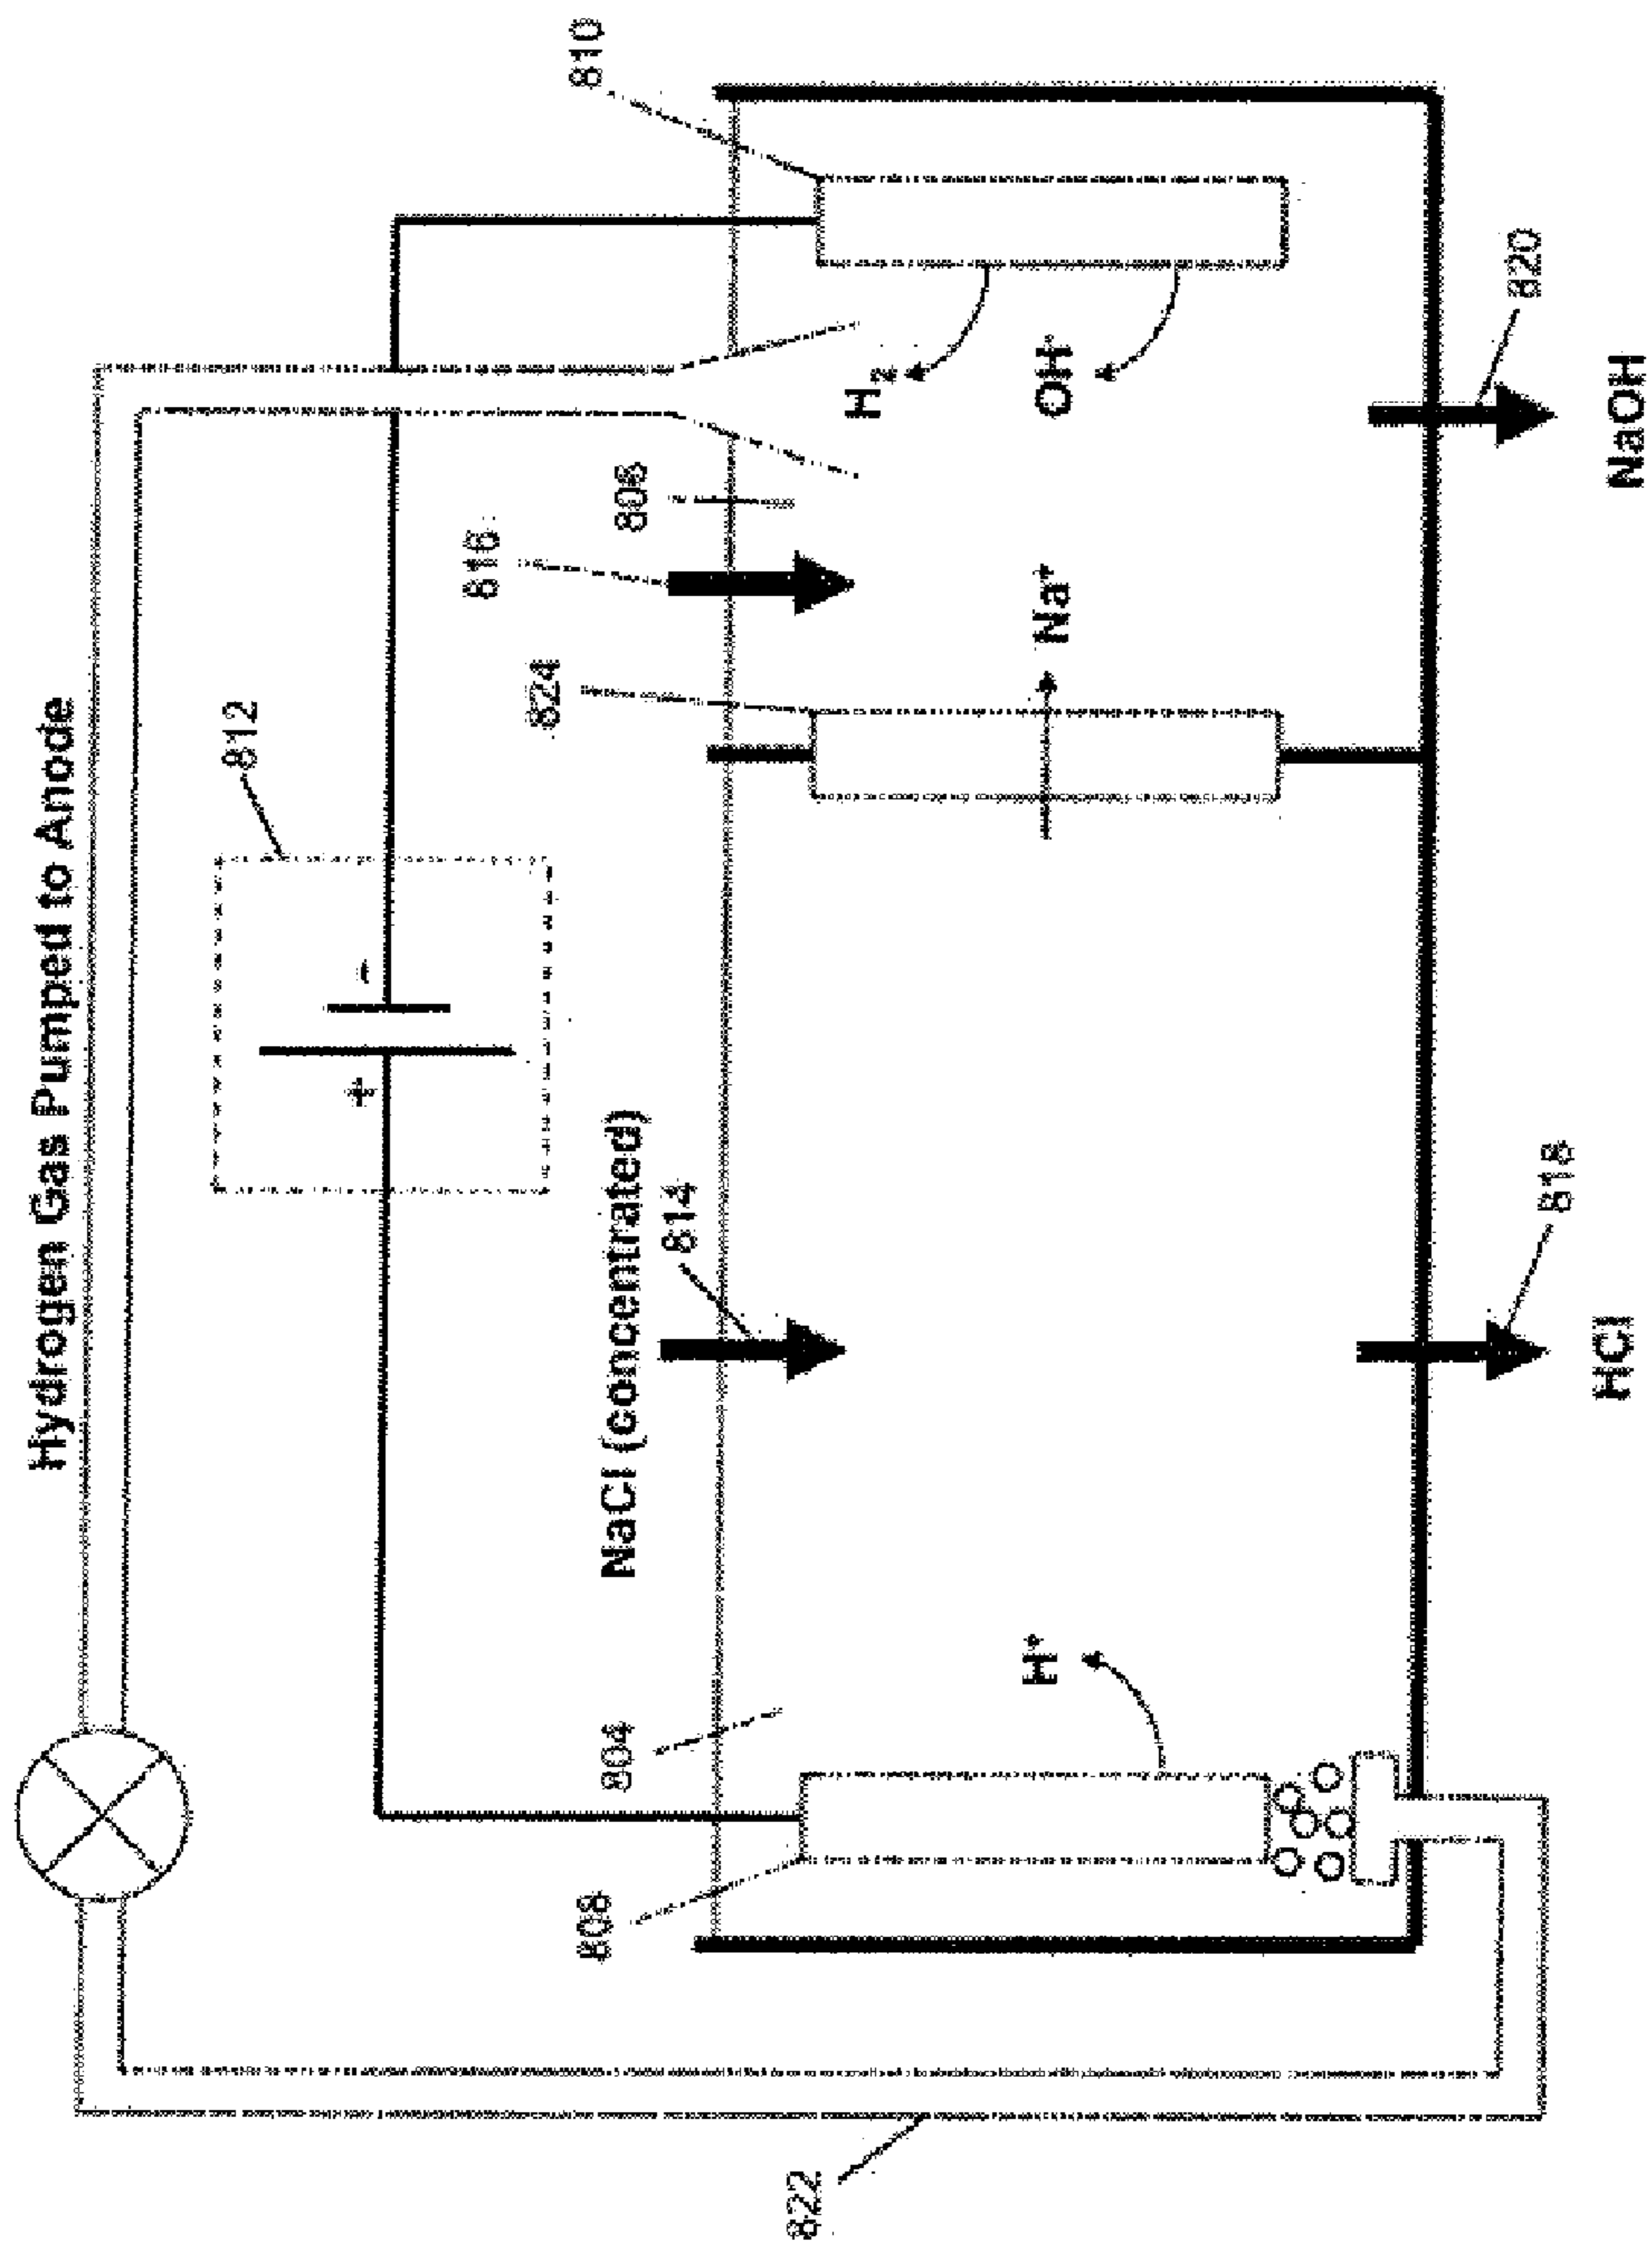 Hydrogen Gas Pumped to Anode
812
+ -
816
824
810
808
804
NaCl (concentrated)
806
814
822
H₂
H⁺
Na⁺
OH⁻
820
818
HCl
NaOH